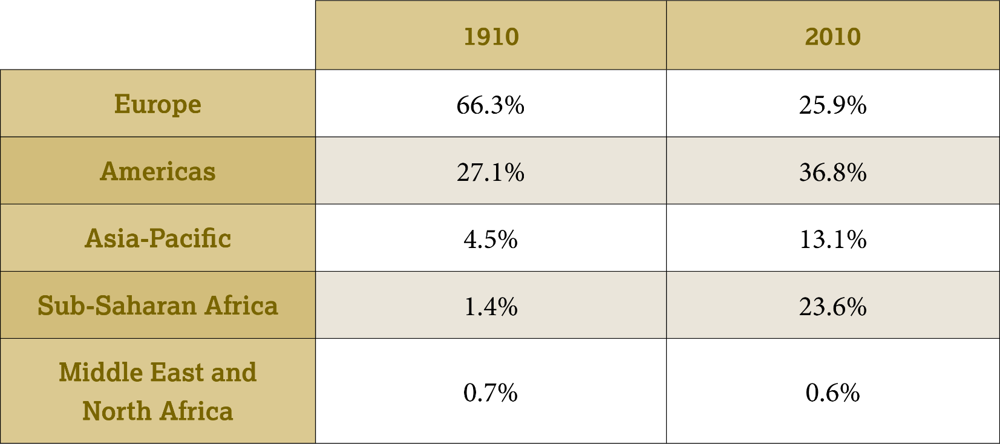 1910 2010
Europe 66.3% 25.9%
Americas 27.1% 36.8%
Asia-Pacific 4.5% 13.1%
Sub-Saharan Africa 1.4% 23.6%
Middle East and
North Africa 0.7% 0.6%